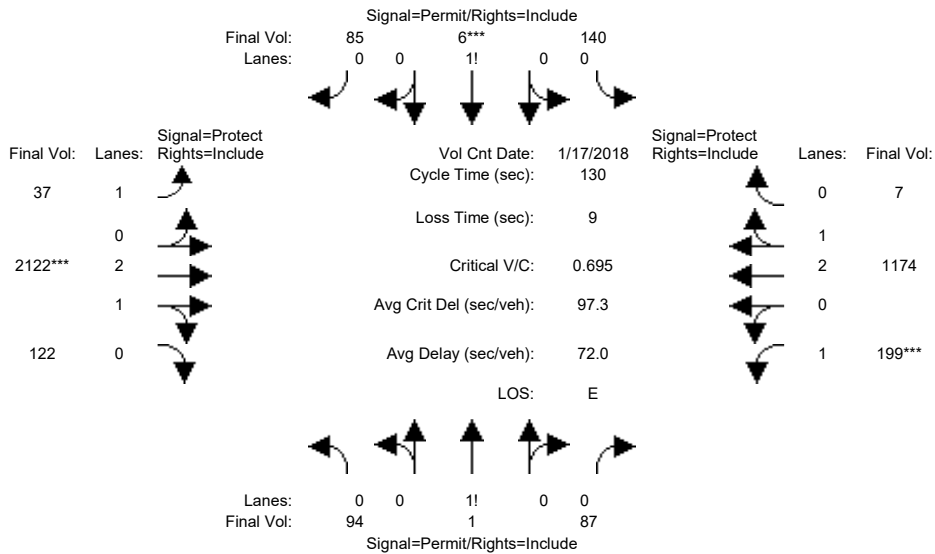 Signal=Permit/Rights=Include
Final Vol: 85 6*** 140
Lanes: 0 0 1! 0 0
Signal=Protect Signal=Protect
Final Vol: Lanes: Rights=Include Vol Cnt Date: 1/17/2018 Rights=Include Lanes: Final Vol:
Cycle Time (sec): 130
37 1 0 7
Loss Time (sec): 9
0 1
2122*** 2 Critical V/C: 0.695 2 1174
1 Avg Crit Del (sec/veh): 97.3 0
122 0 Avg Delay (sec/veh): 72.0 1 199***
LOS: E
Lanes: 0 0 1! 0 0
Final Vol: 94 1 87
Signal=Permit/Rights=Include